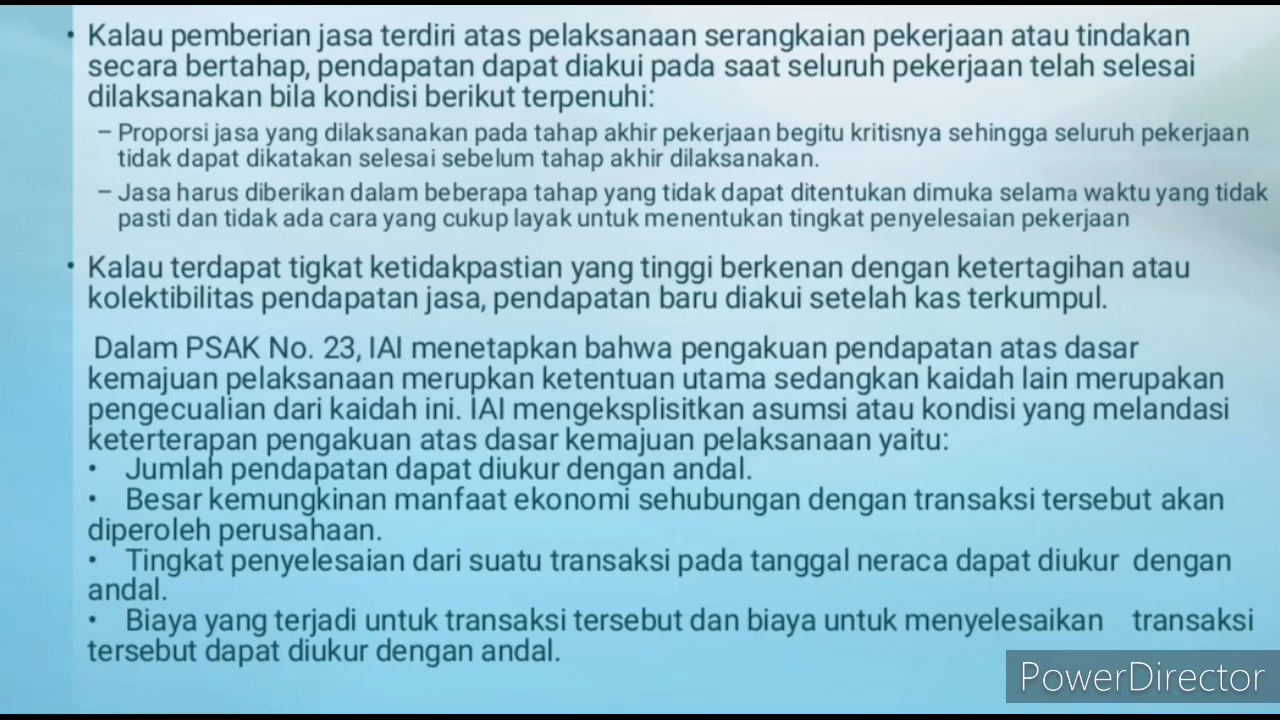 • Kalau pemberian jasa terdiri atas pelaksanaan serangkaian pekerjaan atau tindakan
secara bertahap, pendapatan dapat diakui pada saat seluruh pekerjaan telah selesai
dilaksanakan bila kondisi berikut terpenuhi:
– Proporsi jasa yang dilaksanakan pada tahap akhir pekerjaan begitu kritisnya sehingga seluruh pekerjaan
tidak dapat dikatakan selesai sebelum tahap akhir dilaksanakan.
– Jasa harus diberikan dalam beberapa tahap yang tidak dapat ditentukan dimuka selama waktu yang tidak
pasti dan tidak ada cara yang cukup layak untuk menentukan tingkat penyelesaian pekerjaan
• Kalau terdapat tigkat ketidakpastian yang tinggi berkenan dengan ketertagihan atau
kolektibilitas pendapatan jasa, pendapatan baru diakui setelah kas terkumpul.
Dalam PSAK No. 23, IAI menetapkan bahwa pengakuan pendapatan atas dasar
kemajuan pelaksanaan merupkan ketentuan utama sedangkan kaidah lain merupakan
pengecualian dari kaidah ini. IAI mengeksplisitkan asumsi atau kondisi yang melandasi
keterterapan pengakuan atas dasar kemajuan pelaksanaan yaitu:
• Jumlah pendapatan dapat diukur dengan andal.
• Besar kemungkinan manfaat ekonomi sehubungan dengan transaksi tersebut akan
diperoleh perusahaan.
• Tingkat penyelesaian dari suatu transaksi pada tanggal neraca dapat diukur dengan
andal.
• Biaya yang terjadi untuk transaksi tersebut dan biaya untuk menyelesaikan transaksi
tersebut dapat diukur dengan andal.
PowerDirector